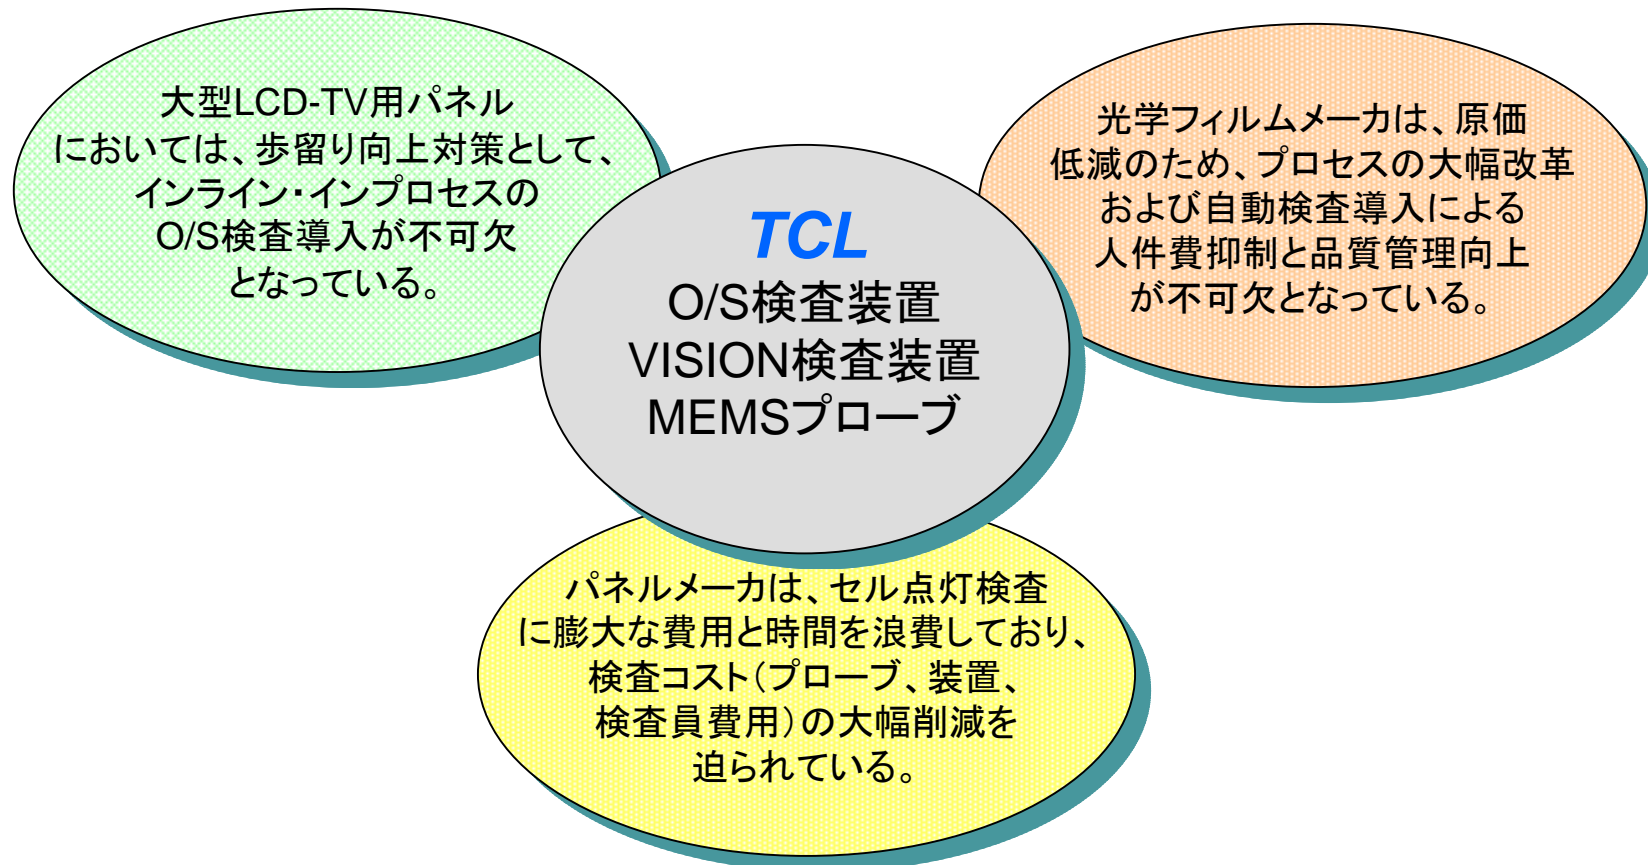 大型LCD-TV用パネル
においては、歩留り向上対策として、
インライン・インプロセスの
O/S検査導入が不可欠
となっている。
光学フィルムメーカは、原価
低減のため、プロセスの大幅改革
および自動検査導入による
人件費抑制と品質管理向上
が不可欠となっている。
TCL
O/S検査装置
VISION検査装置
MEMSプローブ
パネルメーカは、セル点灯検査
に膨大な費用と時間を浪費しており、
検査コスト（プローブ、装置、
検査員費用）の大幅削減を
迫られている。